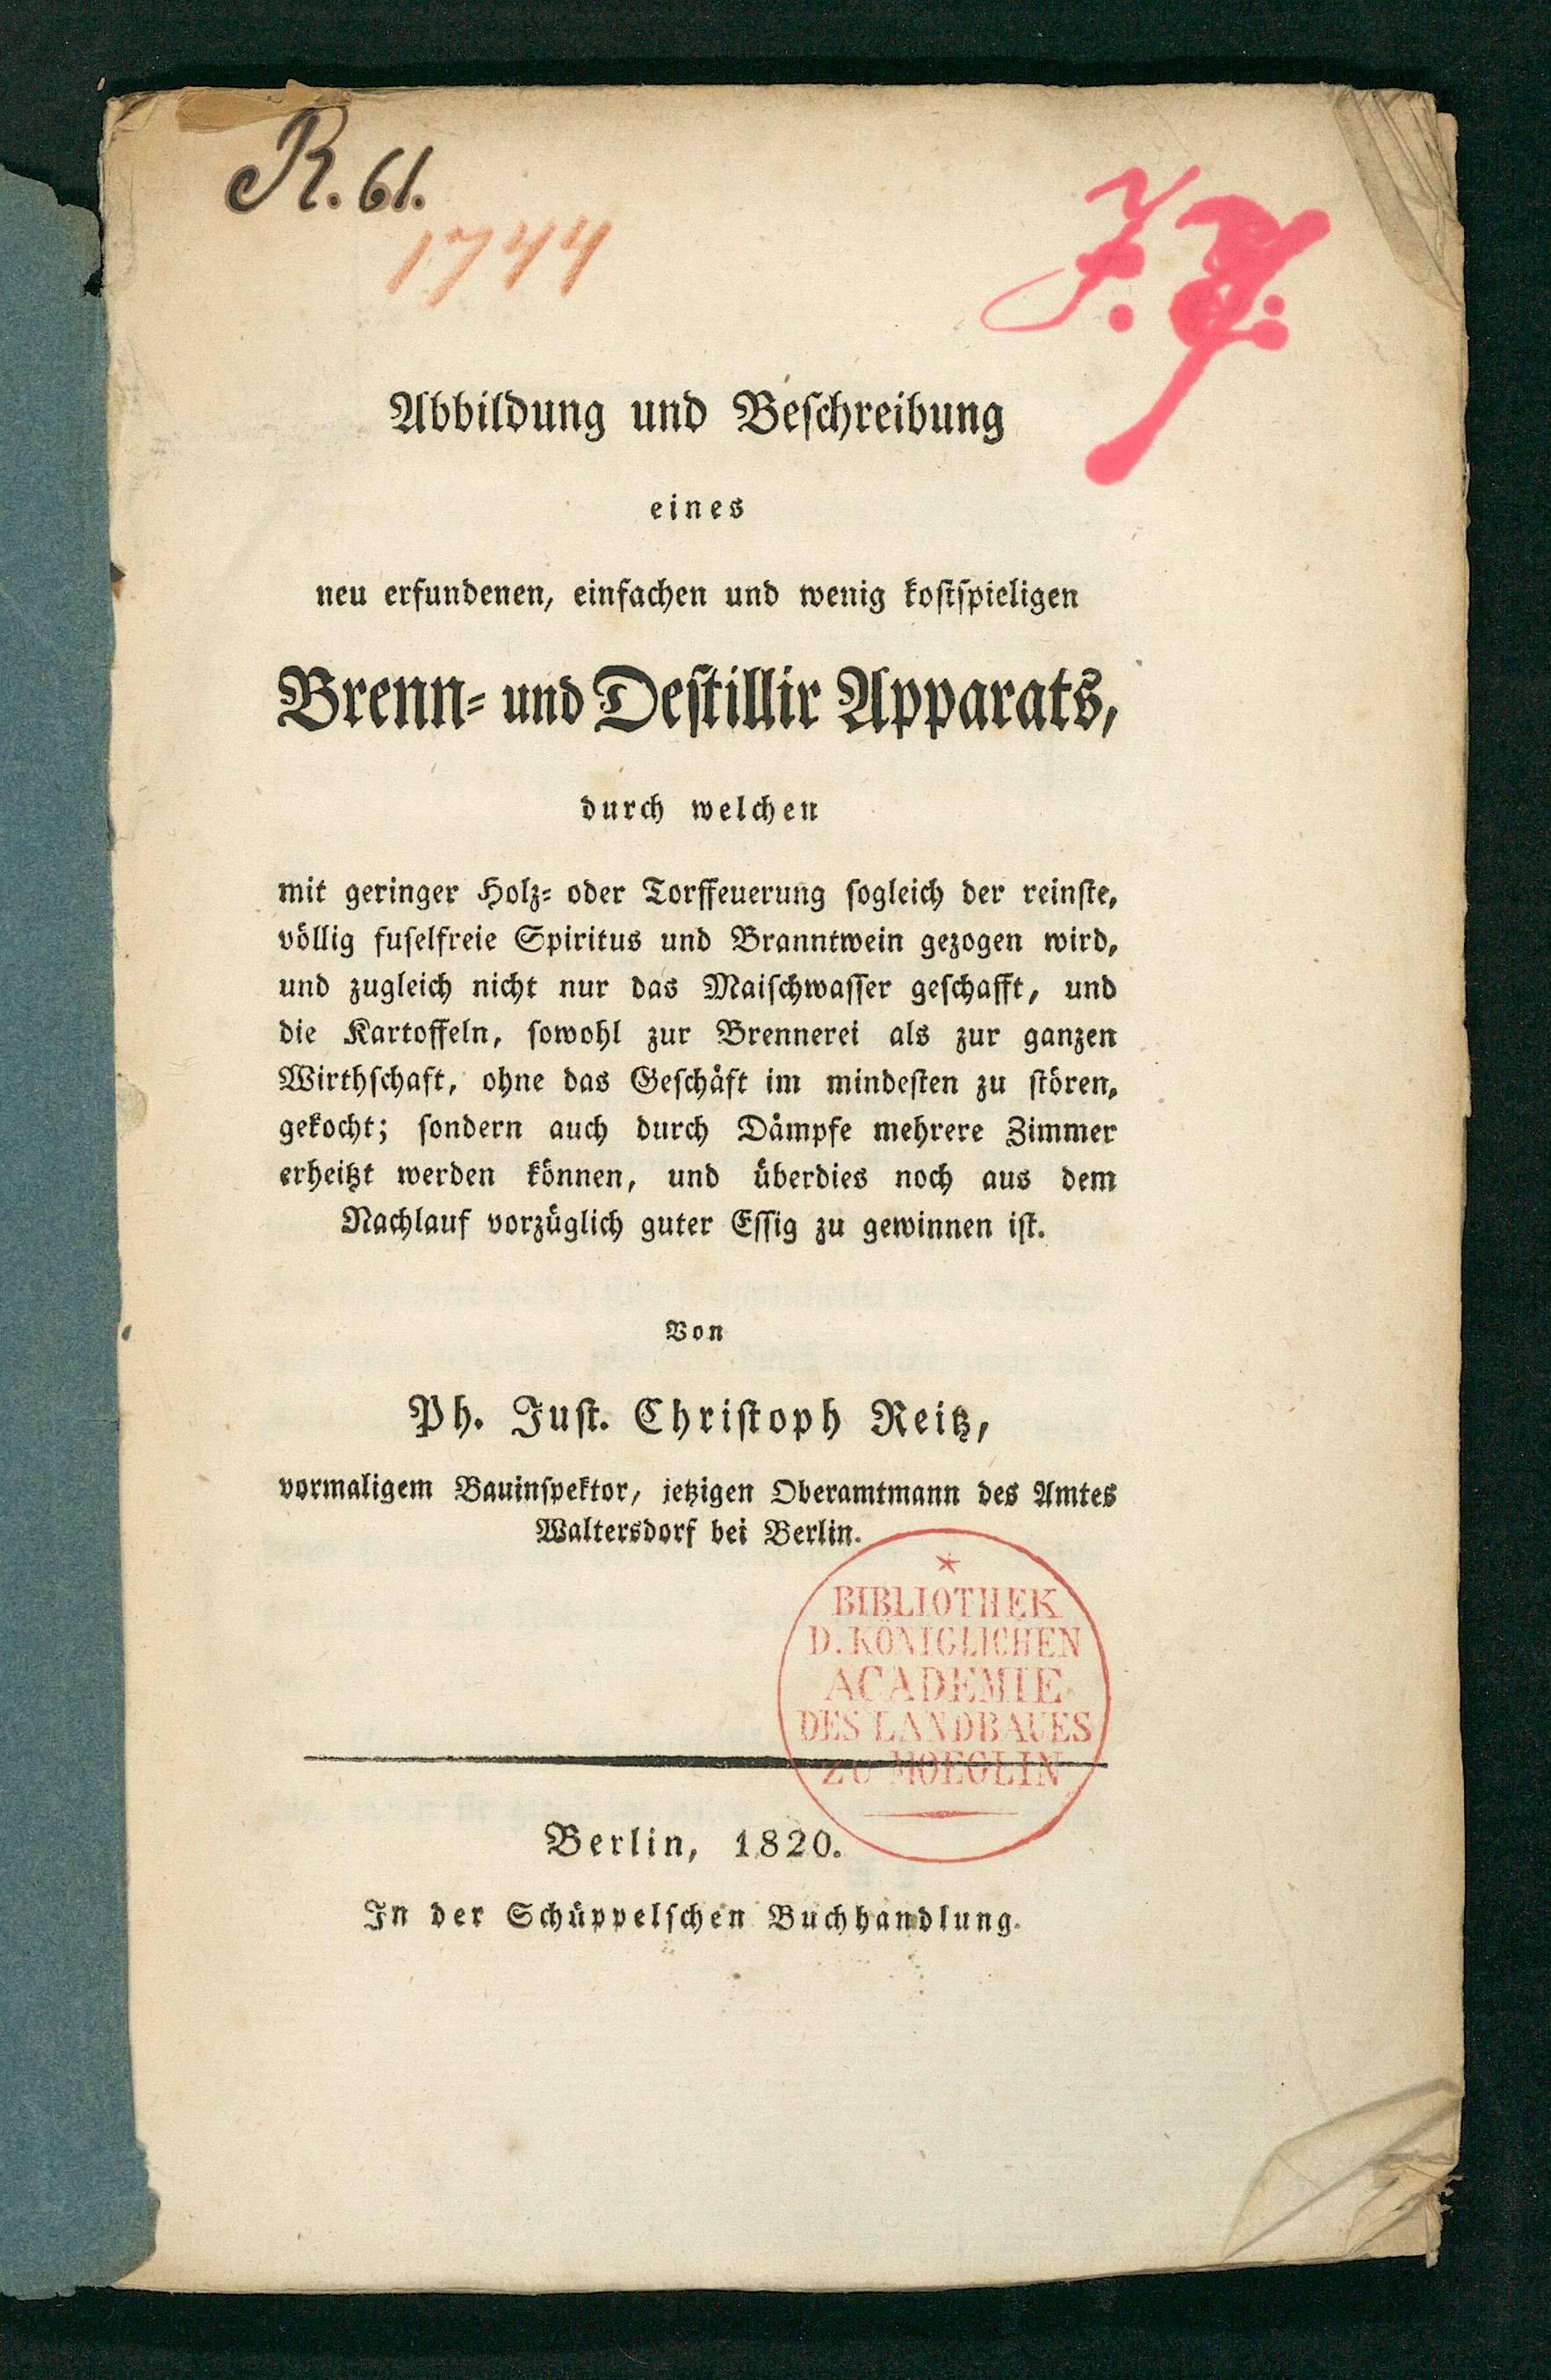 R. 61.
1744
Abbildung und Beschreibung
eines
neu erfundenen, einfachen und wenig kostspieligen
Brenn- und Destillir Apparats,
durch welchen
mit geringer Holz- oder Torffeuerung sogleich der reinste,
völlig fuselfreie Spiritus und Branntwein gezogen wird,
und zugleich nicht nur das Maischwasser geschafft, und
die Kartoffeln, sowohl zur Brennerei als zur ganzen
Wirthschaft, ohne das Geschäft im mindesten zu stören,
gekocht; sondern auch durch Dämpfe mehrere Zimmer
erheitzt werden können, und überdies noch aus dem
Nachlauf vorzüglich guter Essig zu gewinnen ist.
Von
Ph. Just. Christoph Reitz,
vormaligem Bauinspektor, jetzigen Oberamtmann des Amtes
Waltersdorf bei Berlin.
BIBLIOTHEK
D. KÖNIGLICHEN
ACADEMIE
DES LANDBAUES
ZU MOEGLIN
Berlin, 1820.
In der Schüppelschen Buchhandlung.